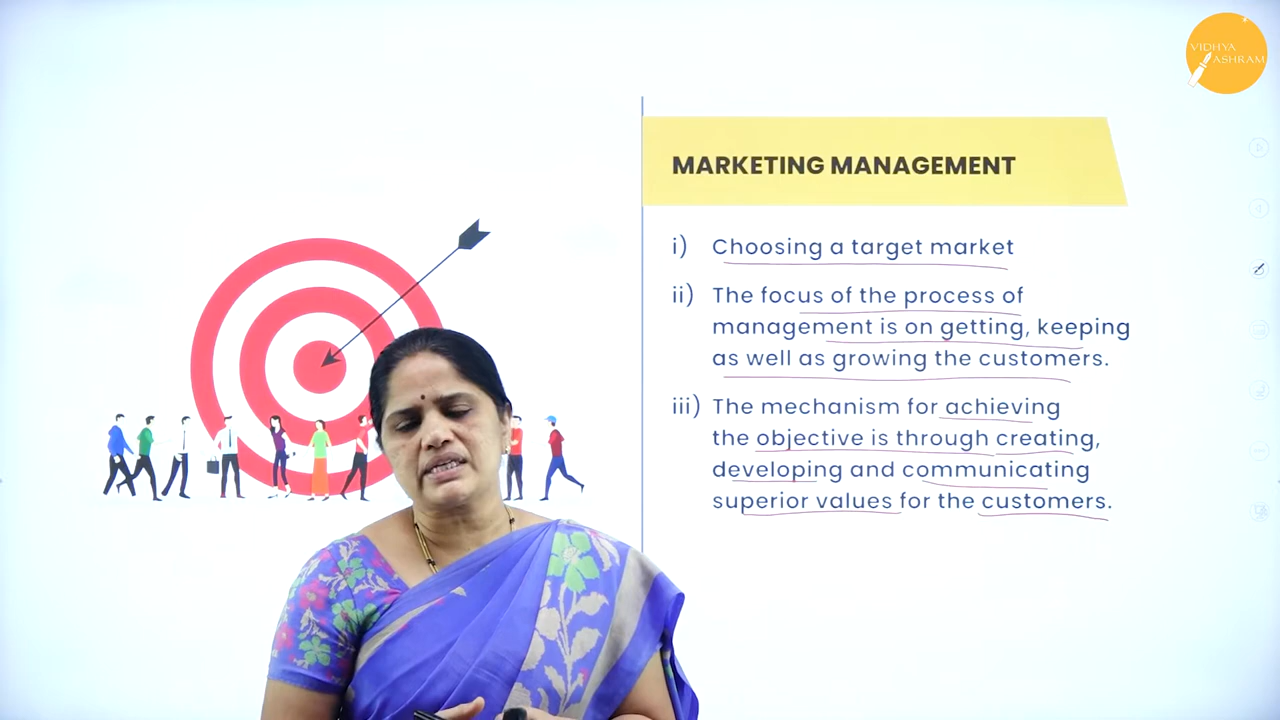 VIDHYA
ASHRAM
MARKETING MANAGEMENT
i) Choosing a target market
ii) The focus of the process of
management is on getting, keeping
as well as growing the customers.
iii) The mechanism for achieving
the objective is through creating,
developing and communicating
superior values for the customers.